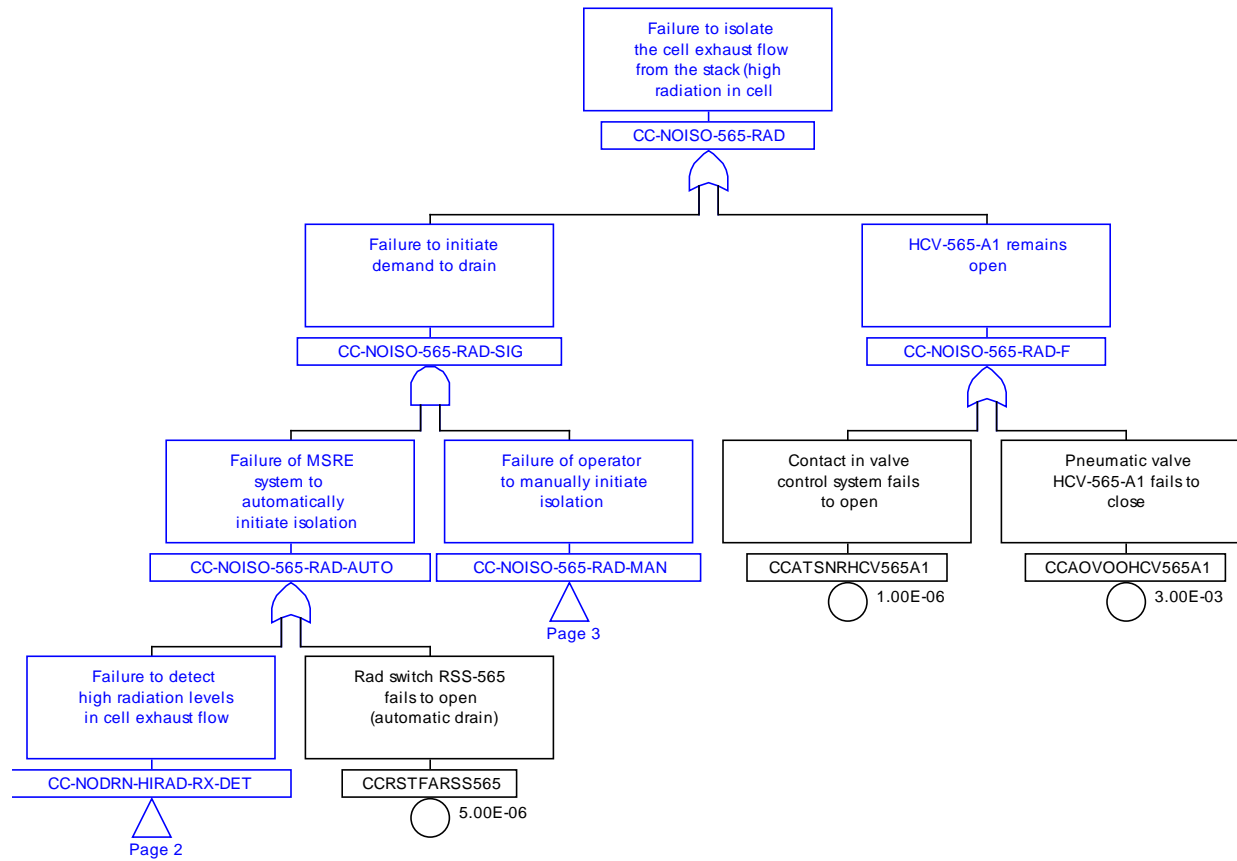 Failure to isolate
the cell exhaust flow
from the stack (high
radiation in cell
CC-NOISO-565-RAD
Failure to initiate
demand to drain
CC-NOISO-565-RAD-SIG
HCV-565-A1 remains
open
CC-NOISO-565-RAD-F
Failure of MSRE
system to
automatically
initiate isolation
CC-NOISO-565-RAD-AUTO
Failure of operator
to manually initiate
isolation
CC-NOISO-565-RAD-MAN
Page 3
Contact in valve
control system fails
to open
CCATSNRHCV565A1
1.00E-06
Pneumatic valve
HCV-565-A1 fails to
close
CCAOVOOHCV565A1
3.00E-03
Failure to detect
high radiation levels
in cell exhaust flow
CC-NODRN-HIRAD-RX-DET
Page 2
Rad switch RSS-565
fails to open
(automatic drain)
CCRSTFARSS565
5.00E-06